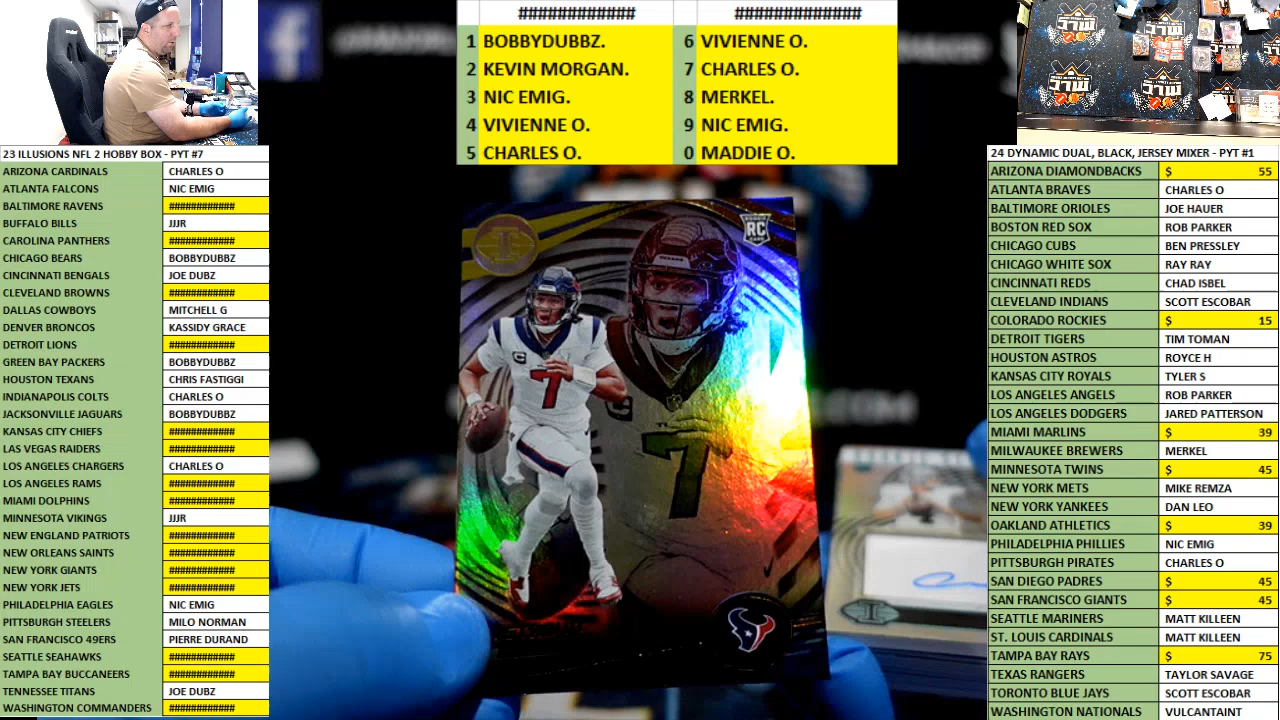 ############ #############
1 BOBBYDUBBZ. 6 VIVIENNE O.
2 KEVIN MORGAN. 7 CHARLES O.
3 NIC EMIG. 8 MERKEL.
4 VIVIENNE O. 9 NIC EMIG.
5 CHARLES O. 0 MADDIE O.
23 ILLUSIONS NFL 2 HOBBY BOX - PYT #7
ARIZONA CARDINALS CHARLES O
ATLANTA FALCONS NIC EMIG
BALTIMORE RAVENS ############
BUFFALO BILLS JJJR
CAROLINA PANTHERS ############
CHICAGO BEARS BOBBYDUBBZ
CINCINNATI BENGALS JOE DUBZ
CLEVELAND BROWNS ############
DALLAS COWBOYS MITCHELL G
DENVER BRONCOS KASSIDY GRACE
DETROIT LIONS ############
GREEN BAY PACKERS BOBBYDUBBZ
HOUSTON TEXANS CHRIS FASTIGGI
INDIANAPOLIS COLTS CHARLES O
JACKSONVILLE JAGUARS BOBBYDUBBZ
KANSAS CITY CHIEFS ############
LAS VEGAS RAIDERS ############
LOS ANGELES CHARGERS CHARLES O
LOS ANGELES RAMS ############
MIAMI DOLPHINS ############
MINNESOTA VIKINGS JJJR
NEW ENGLAND PATRIOTS ############
NEW ORLEANS SAINTS ############
NEW YORK GIANTS ############
NEW YORK JETS ############
PHILADELPHIA EAGLES NIC EMIG
PITTSBURGH STEELERS MILO NORMAN
SAN FRANCISCO 49ERS PIERRE DURAND
SEATTLE SEAHAWKS ############
TAMPA BAY BUCCANEERS ############
TENNESSEE TITANS JOE DUBZ
WASHINGTON COMMANDERS ############
RC
7
7
24 DYNAMIC DUAL, BLACK, JERSEY MIXER - PYT #1
ARIZONA DIAMONDBACKS $ 55
ATLANTA BRAVES CHARLES O
BALTIMORE ORIOLES JOE HAUER
BOSTON RED SOX ROB PARKER
CHICAGO CUBS BEN PRESSLEY
CHICAGO WHITE SOX RAY RAY
CINCINNATI REDS CHAD ISBEL
CLEVELAND INDIANS SCOTT ESCOBAR
COLORADO ROCKIES $ 15
DETROIT TIGERS TIM TOMAN
HOUSTON ASTROS ROYCE H
KANSAS CITY ROYALS TYLER S
LOS ANGELES ANGELS ROB PARKER
LOS ANGELES DODGERS JARED PATTERSON
MIAMI MARLINS $ 39
MILWAUKEE BREWERS MERKEL
MINNESOTA TWINS $ 45
NEW YORK METS MIKE REMZA
NEW YORK YANKEES DAN LEO
OAKLAND ATHLETICS $ 39
PHILADELPHIA PHILLIES NIC EMIG
PITTSBURGH PIRATES CHARLES O
SAN DIEGO PADRES $ 45
SAN FRANCISCO GIANTS $ 45
SEATTLE MARINERS MATT KILLEEN
ST. LOUIS CARDINALS MATT KILLEEN
TAMPA BAY RAYS $ 75
TEXAS RANGERS TAYLOR SAVAGE
TORONTO BLUE JAYS SCOTT ESCOBAR
WASHINGTON NATIONALS VULCANTAINT